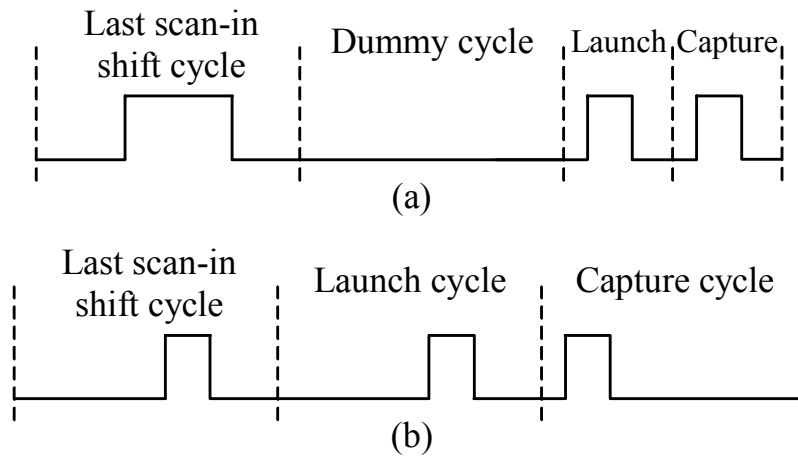 Last scan-in
shift cycle
Dummy cycle
Launch
Capture
(a)
Last scan-in
shift cycle
Launch cycle
Capture cycle
(b)